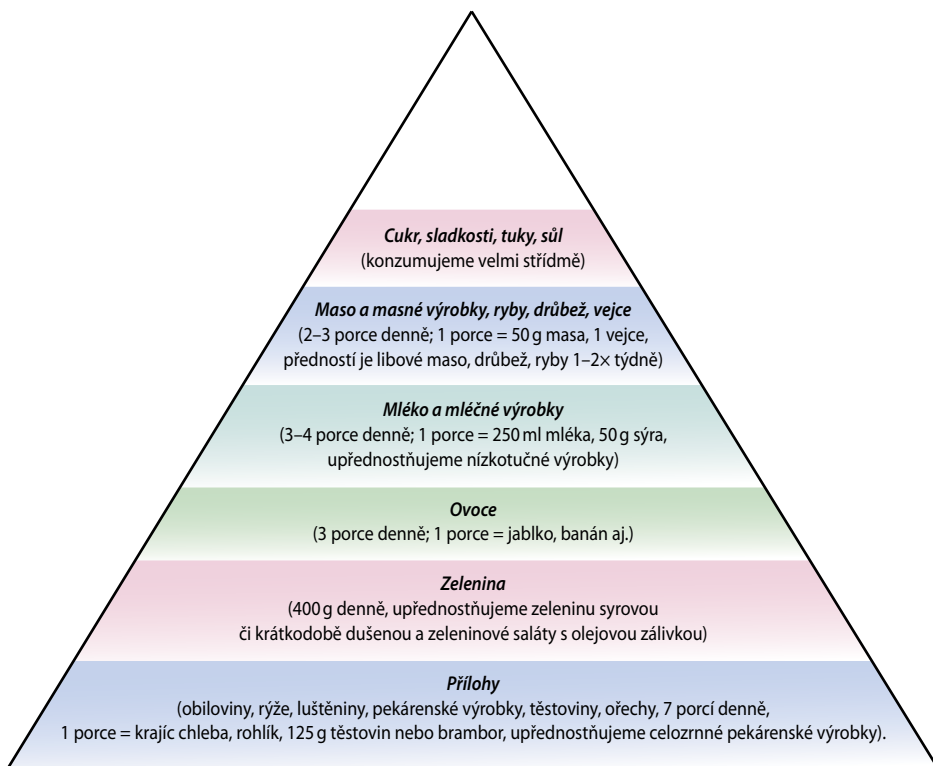 Cukr, sladkosti, tuky, sůl
(konzumujeme velmi střídmě)
Maso a masné výrobky, ryby, drůbež, vejce
(2–3 porce denně; 1 porce = 50 g masa, 1 vejce,
předností je libové maso, drůbež, ryby 1–2× týdně)
Mléko a mléčné výrobky
(3–4 porce denně; 1 porce = 250 ml mléka, 50 g sýra,
upřednostňujeme nízkotučné výrobky)
Ovoce
(3 porce denně; 1 porce = jablko, banán aj.)
Zelenina
(400 g denně, upřednostňujeme zeleninu syrovou
či krátkodobě dušenou a zeleninové saláty s olejovou zálivkou)
Přílohy
(obiloviny, rýže, luštěniny, pekárenské výrobky, těstoviny, ořechy, 7 porcí denně,
1 porce = krajíc chleba, rohlík, 125 g těstovin nebo brambor, upřednostňujeme celozrnné pekárenské výrobky).